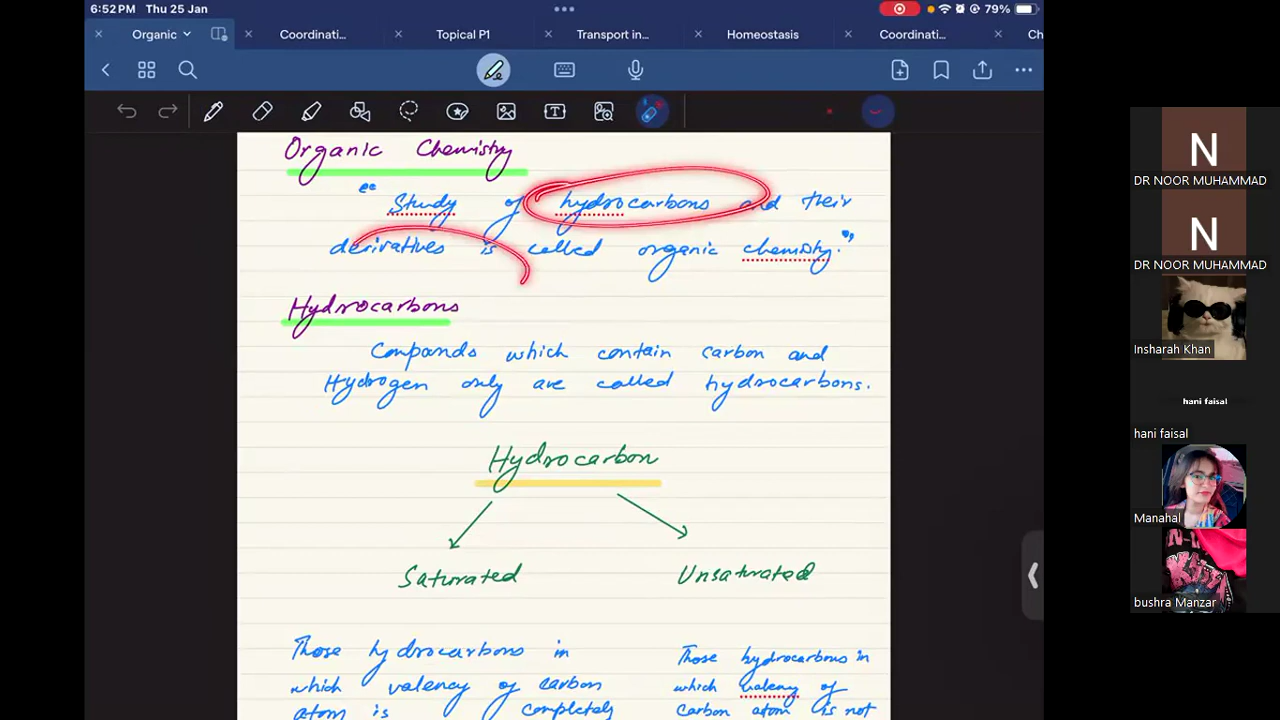 6:52 PM Thu 25 Jan
79%
Organic
Coordinati...
Topical P1
Transport in...
Homeostasis
Coordinati...
Ch
Organic Chemistry
"Study of hydrocarbons and their
derivatives is called organic chemistry."
Hydrocarbons
Compands which contain carbon and
Hydrogen only are called hydrocarbons.
Hydrocarbon
Saturated
Unsaturated
Those hydrocarbons in
which valency of carbon
atom is completely
Those hydrocarbons in
which valency of
carbon atom is not
N
DR NOOR MUHAMMAD
N
DR NOOR MUHAMMAD
Insharah Khan
hani faisal
hani faisal
Manahal
bushra Manzar